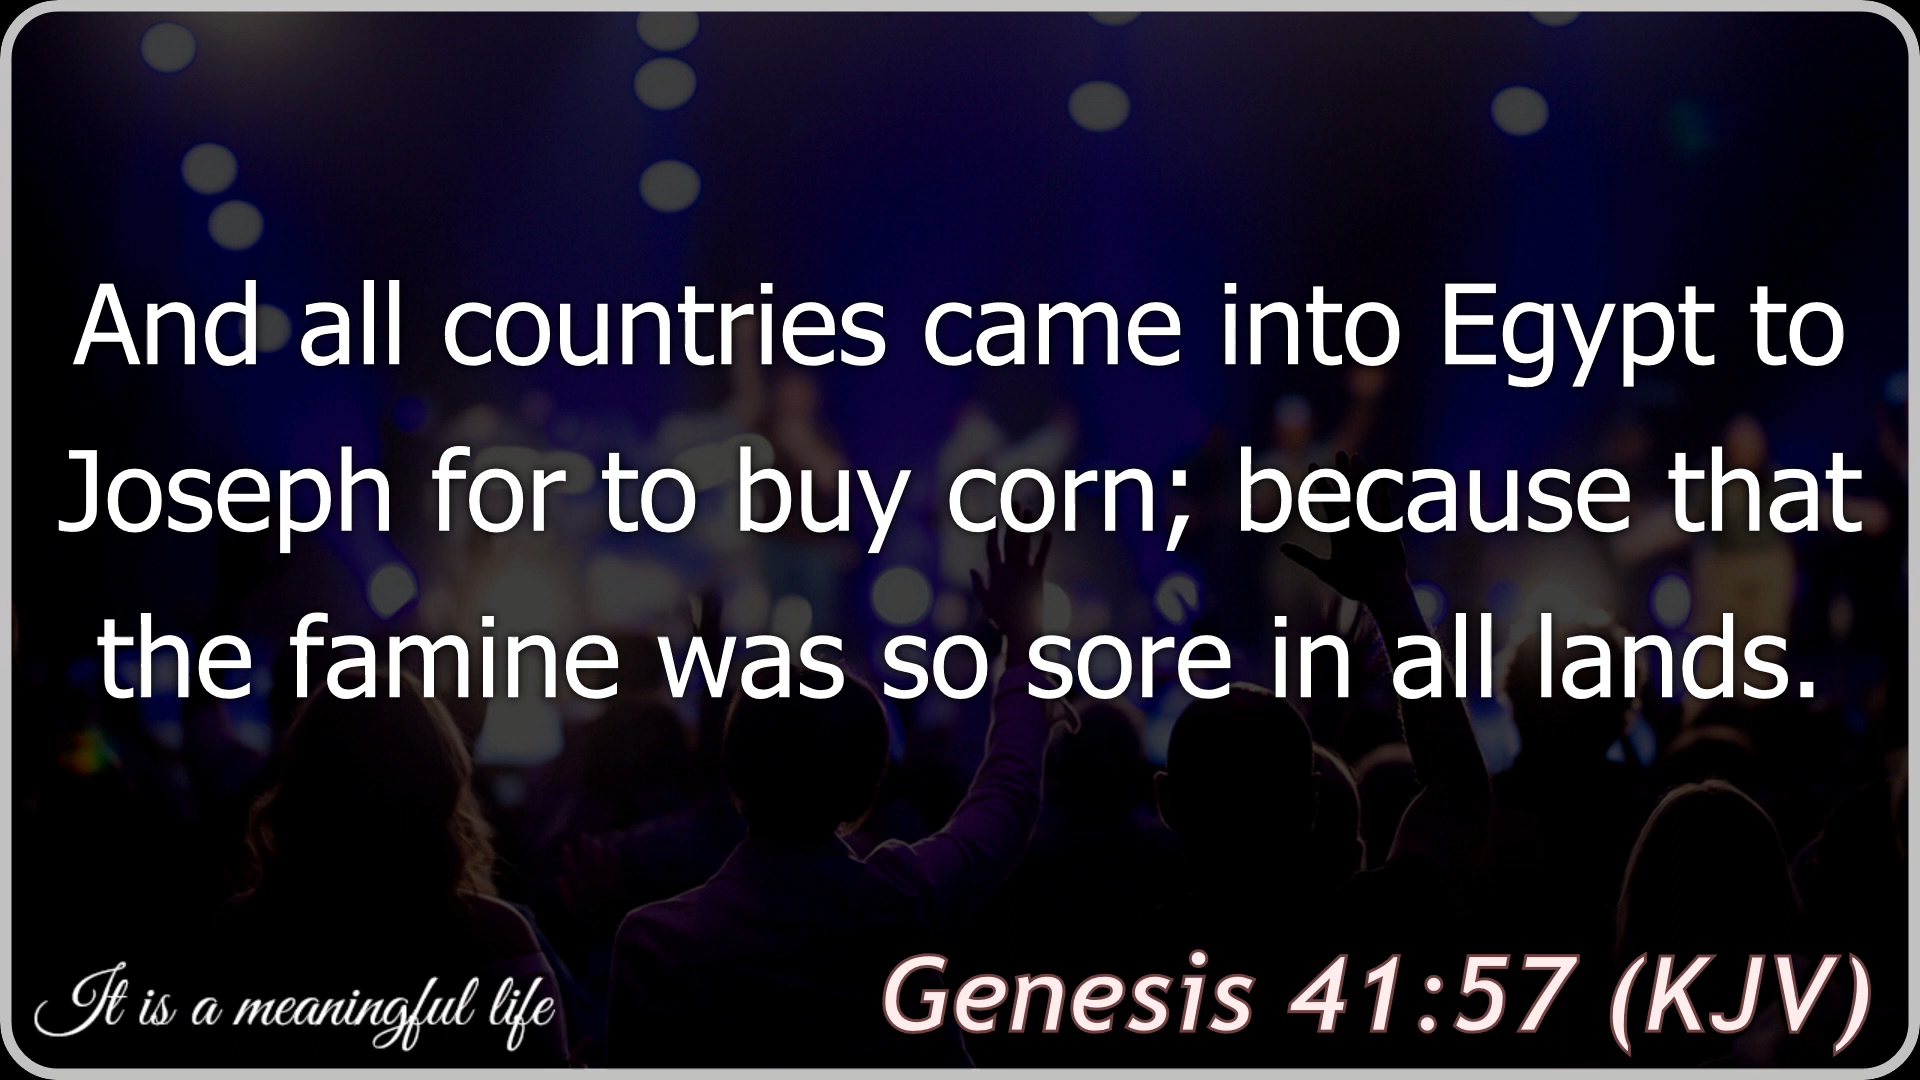 And all countries came into Egypt to
Joseph for to buy corn; because that
the famine was so sore in all lands.
It is a meaningful life
Genesis 41:57 (KJV)